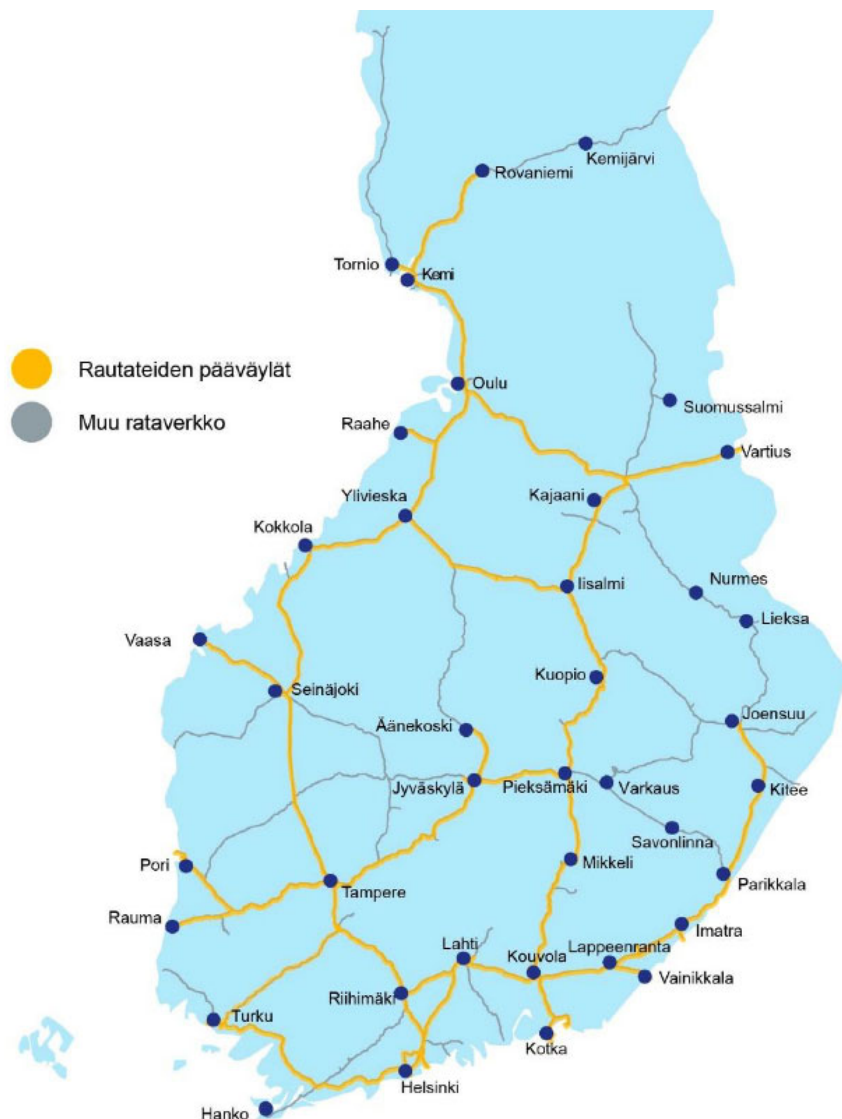 Kemijärvi
Rovaniemi
Tornio
Kemi
Rautateiden pääväylät
Oulu
Muu rataverkko
Suomussalmi
Raahe
Vartius
Ylivieska
Kajaani
Kokkola
Iisalmi
Nurmes
Lieksa
Vaasa
Kuopio
Seinäjoki
Joensuu
Äänekoski
Jyväskylä
Pieksämäki
Varkaus
Kitee
Savonlinna
Pori
Mikkeli
Parikkala
Tampere
Rauma
Imatra
Lahti
Lappeenranta
Kouvola
Vainikkala
Riihimäki
Turku
Kotka
Helsinki
Hanko